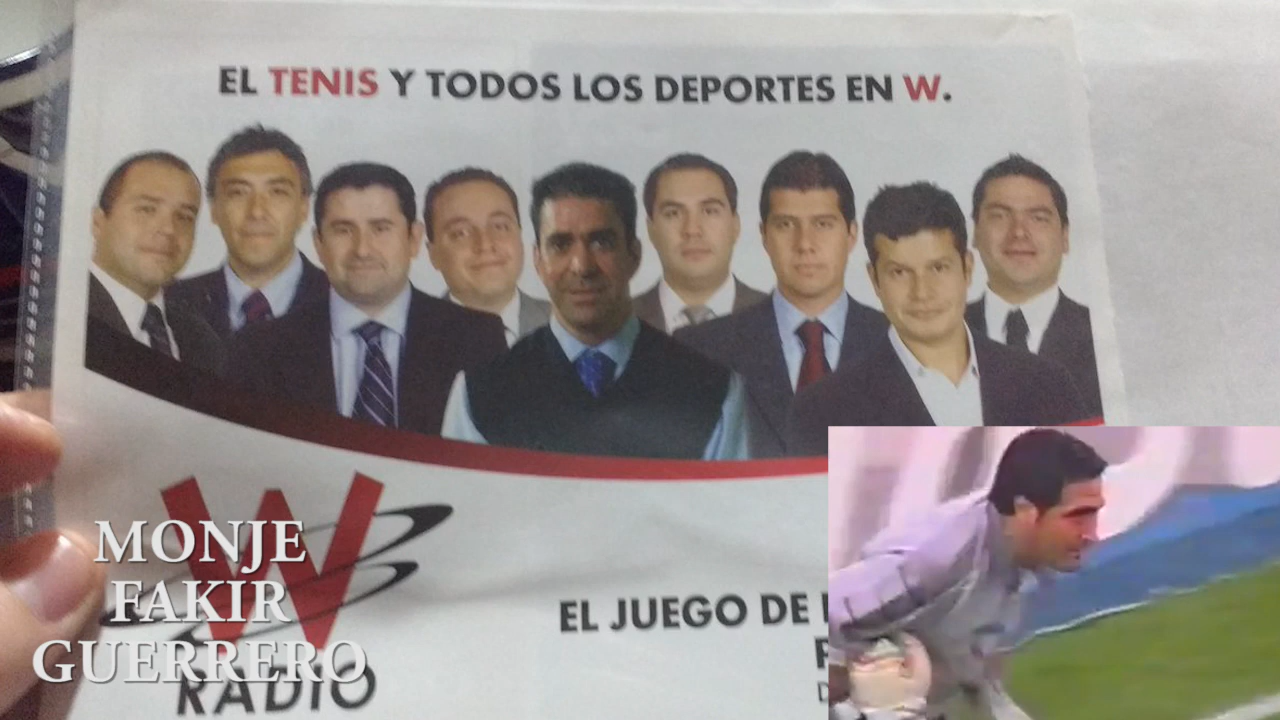 EL TENIS Y TODOS LOS DEPORTES EN W.
W
RADIO
MONJE
FAKIR
GUERRERO
EL JUEGO DE